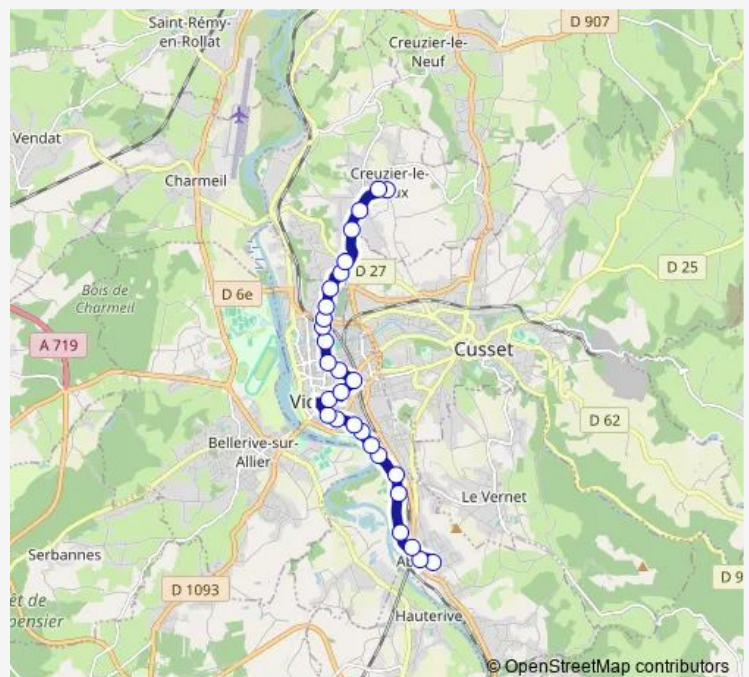 Saint-Rémy-
en-Rollat
D 907
Creuzier-le-
Neuf
Vendat
Charmeil
Creuzier-le-
D 27
D 25
Bois de
Charmeil
D 6e
A 719
Cusset
D 62
Bellerive-sur-
Allier
Le Vernet
Serbannes
D 9
D 1093
Hauterive
© OpenStreetMap contributors